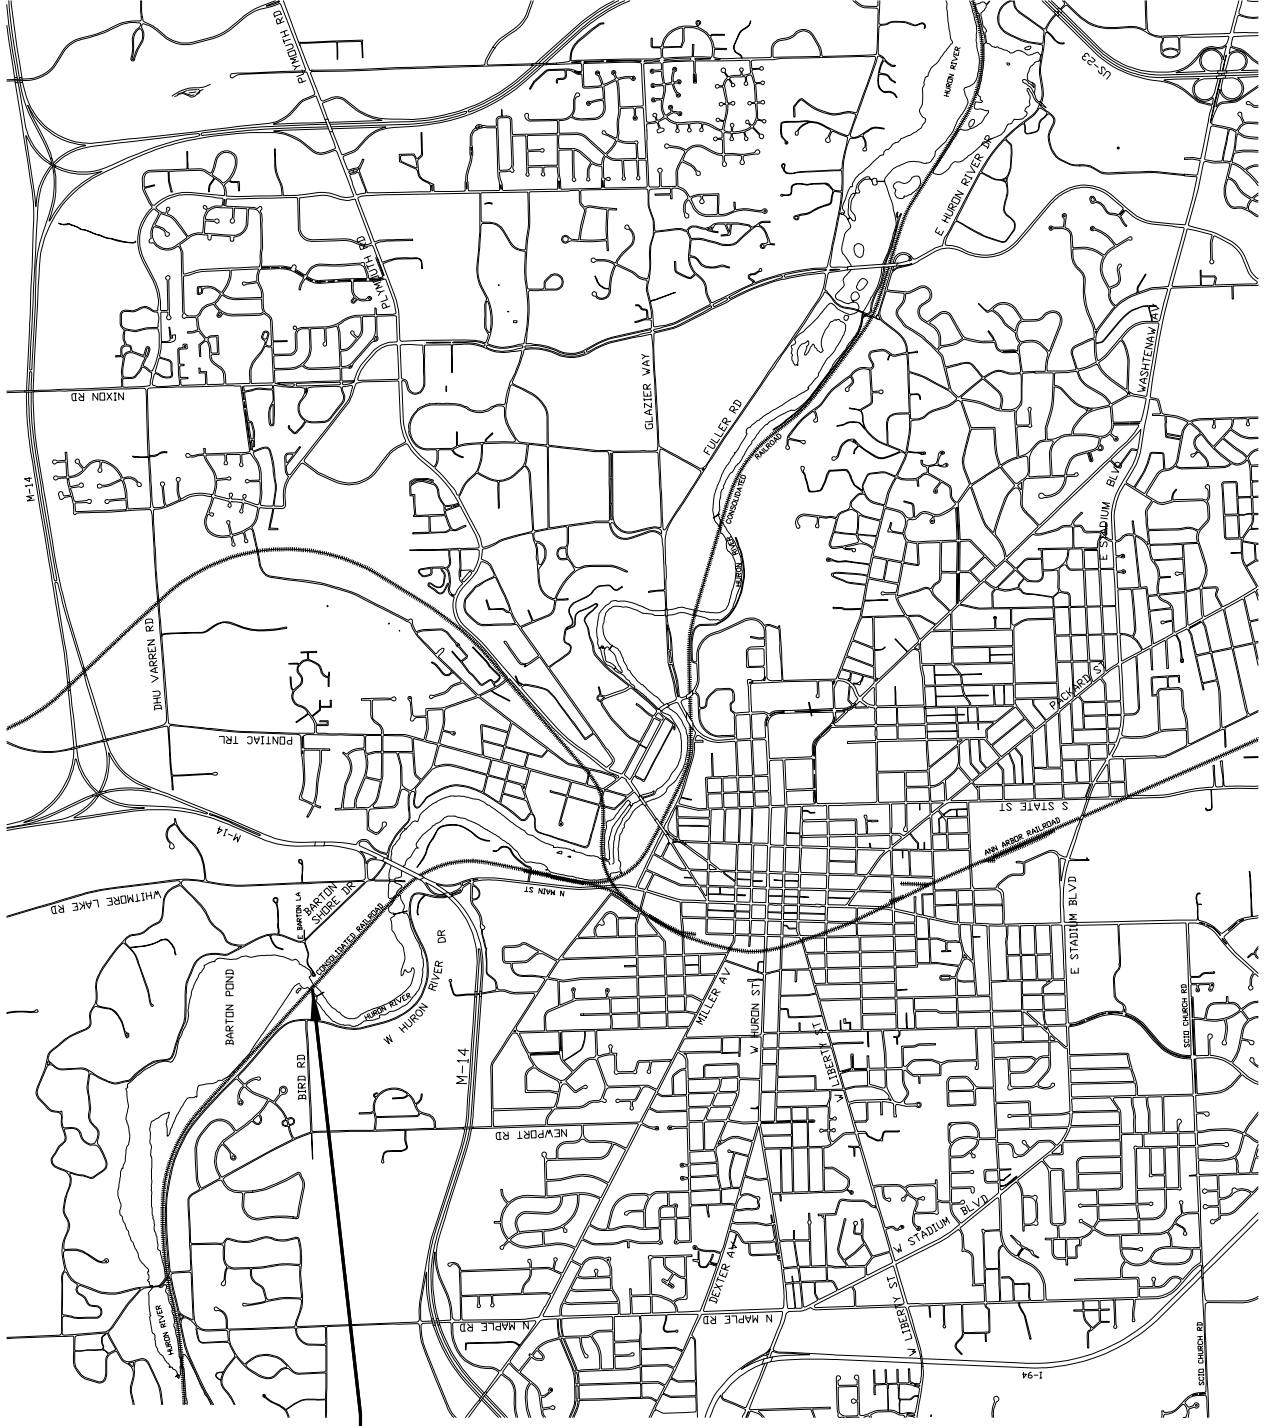 PLYMOUTH RD
HURON RIVER
US-23
E HURON RIVER DR
PLYMOUTH RD
WASHTENAW AV
GLAZIER WAY
NIXON RD
FULLER RD
RAILROAD
CONSOLIDATED
M-14
E STADIUM BLVD
HURON RIVER
DHU VARREN RD
PACKARD ST
PONTIAC TRL
S STATE ST
M-14
ANN ARBOR RAILROAD
WHITMORE LAKE RD
E BARTON LA
BARTON
SHORE DR
N MAIN ST
CONSOLIDATED RAILROAD
E STADIUM BLVD
BARTON POND
W HURON RIVER DR
HURON RIVER
MILLER AV
W HURON ST
SCIO CHURCH RD
W LIBERTY ST
BIRD RD
M-14
NEWPORT RD
W STADIUM BLVD
DEXTER AV
W LIBERTY ST
HURON RIVER
N MAPLE RD
N MAPLE RD
SCIO CHURCH RD
I-94